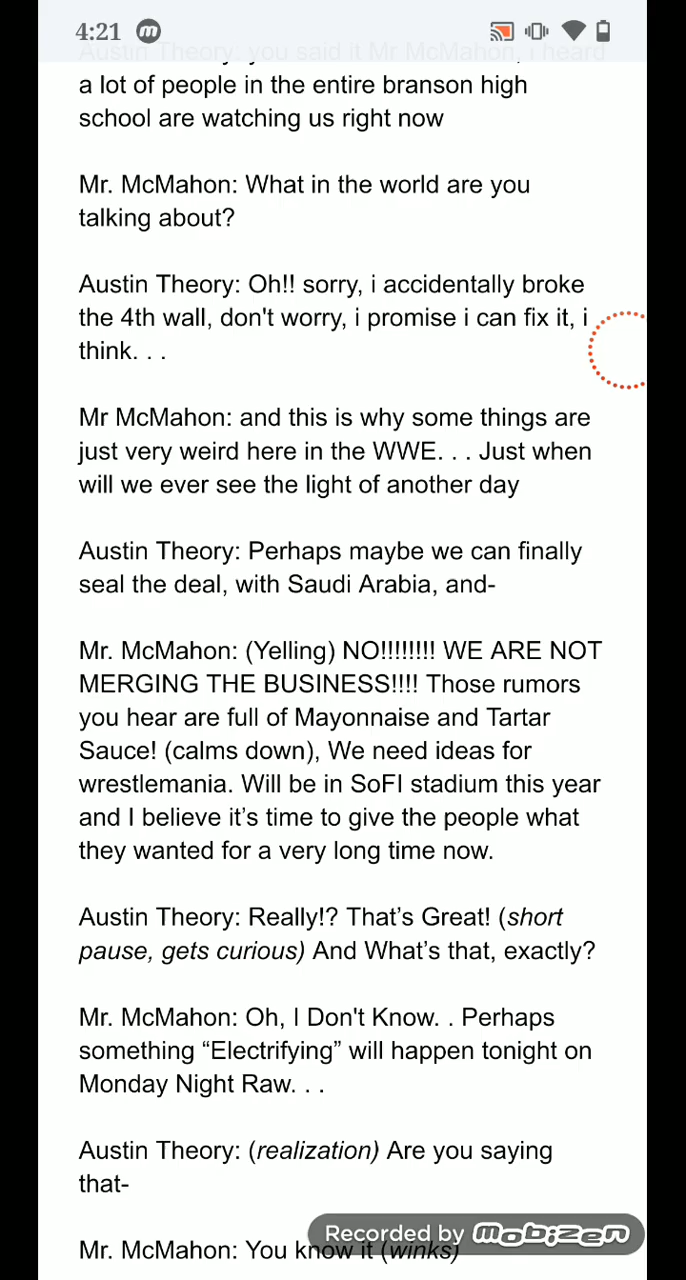 4:21 m
Austin Theory: you said it Mr McMahon, i heard
a lot of people in the entire branson high
school are watching us right now
Mr. McMahon: What in the world are you
talking about?
Austin Theory: Oh!! sorry, i accidentally broke
the 4th wall, don't worry, i promise i can fix it, i
think. . .
Mr McMahon: and this is why some things are
just very weird here in the WWE. . . Just when
will we ever see the light of another day
Austin Theory: Perhaps maybe we can finally
seal the deal, with Saudi Arabia, and-
Mr. McMahon: (Yelling) NO!!!!!!!! WE ARE NOT
MERGING THE BUSINESS!!!! Those rumors
you hear are full of Mayonnaise and Tartar
Sauce! (calms down), We need ideas for
wrestlemania. Will be in SoFI stadium this year
and I believe it’s time to give the people what
they wanted for a very long time now.
Austin Theory: Really!? That’s Great! (short
pause, gets curious) And What’s that, exactly?
Mr. McMahon: Oh, I Don't Know. . Perhaps
something “Electrifying” will happen tonight on
Monday Night Raw. . .
Austin Theory: (realization) Are you saying
that-
Mr. McMahon: You know it (winks)
Recorded by mobizen